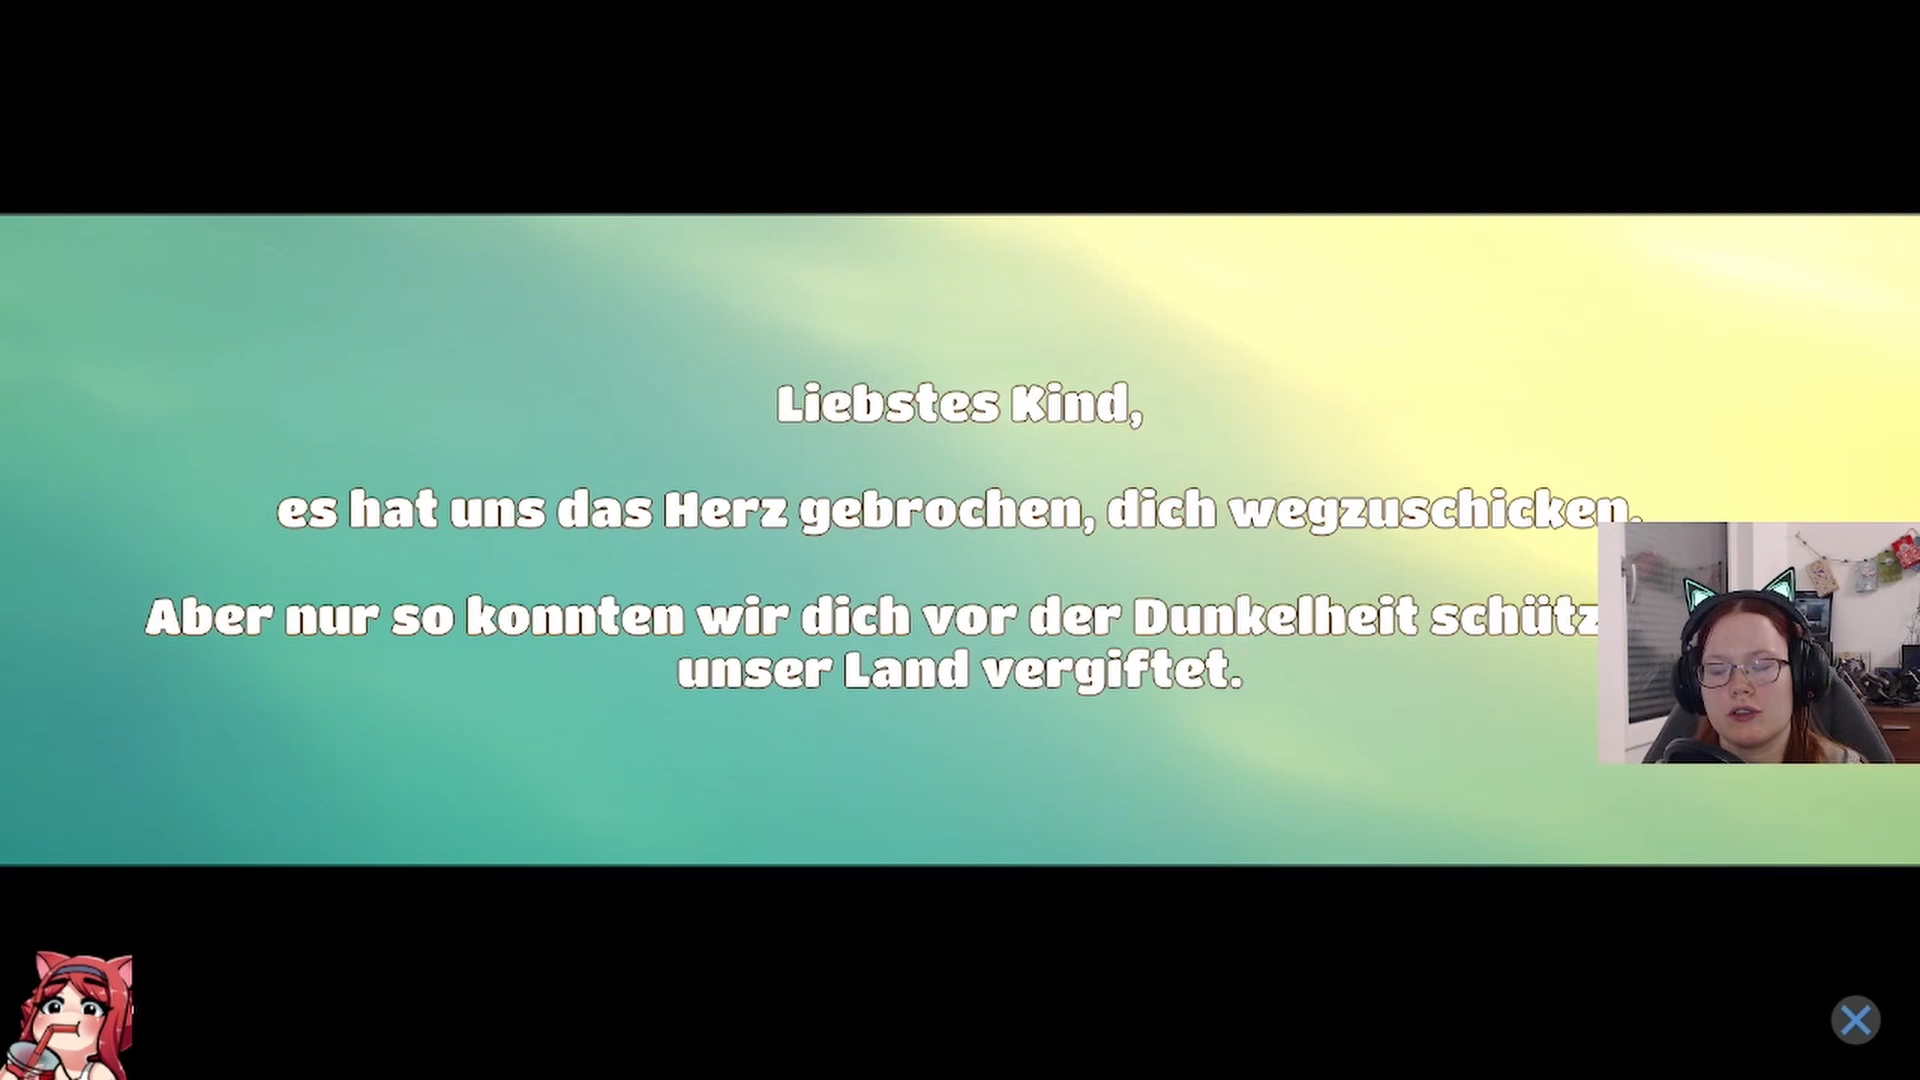 Liebstes Kind,
es hat uns das Herz gebrochen, dich wegzuschicken.
Aber nur so konnten wir dich vor der Dunkelheit
unser Land vergiftet.